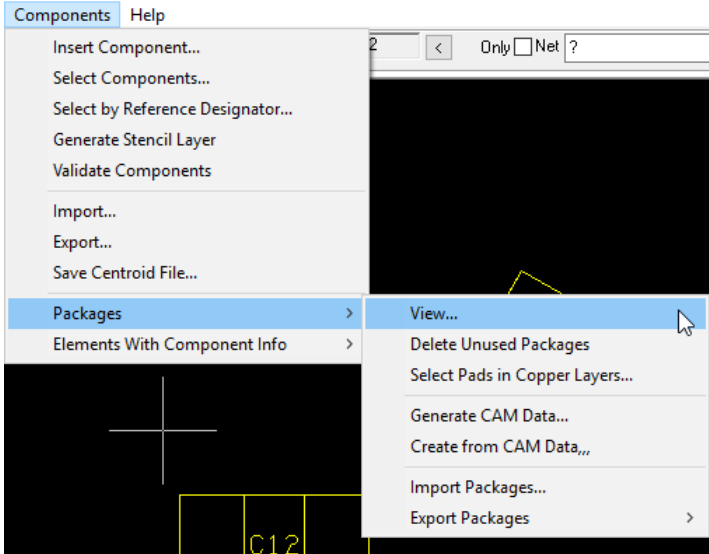 Components Help
2 < Only Net ?
Insert Component...
Select Components...
Select by Reference Designator...
Generate Stencil Layer
Validate Components
Import...
Export...
Save Centroid File...
Packages >
Elements With Component Info >
View...
Delete Unused Packages
Select Pads in Copper Layers...
Generate CAM Data...
Create from CAM Data,,,
Import Packages...
Export Packages >
C12